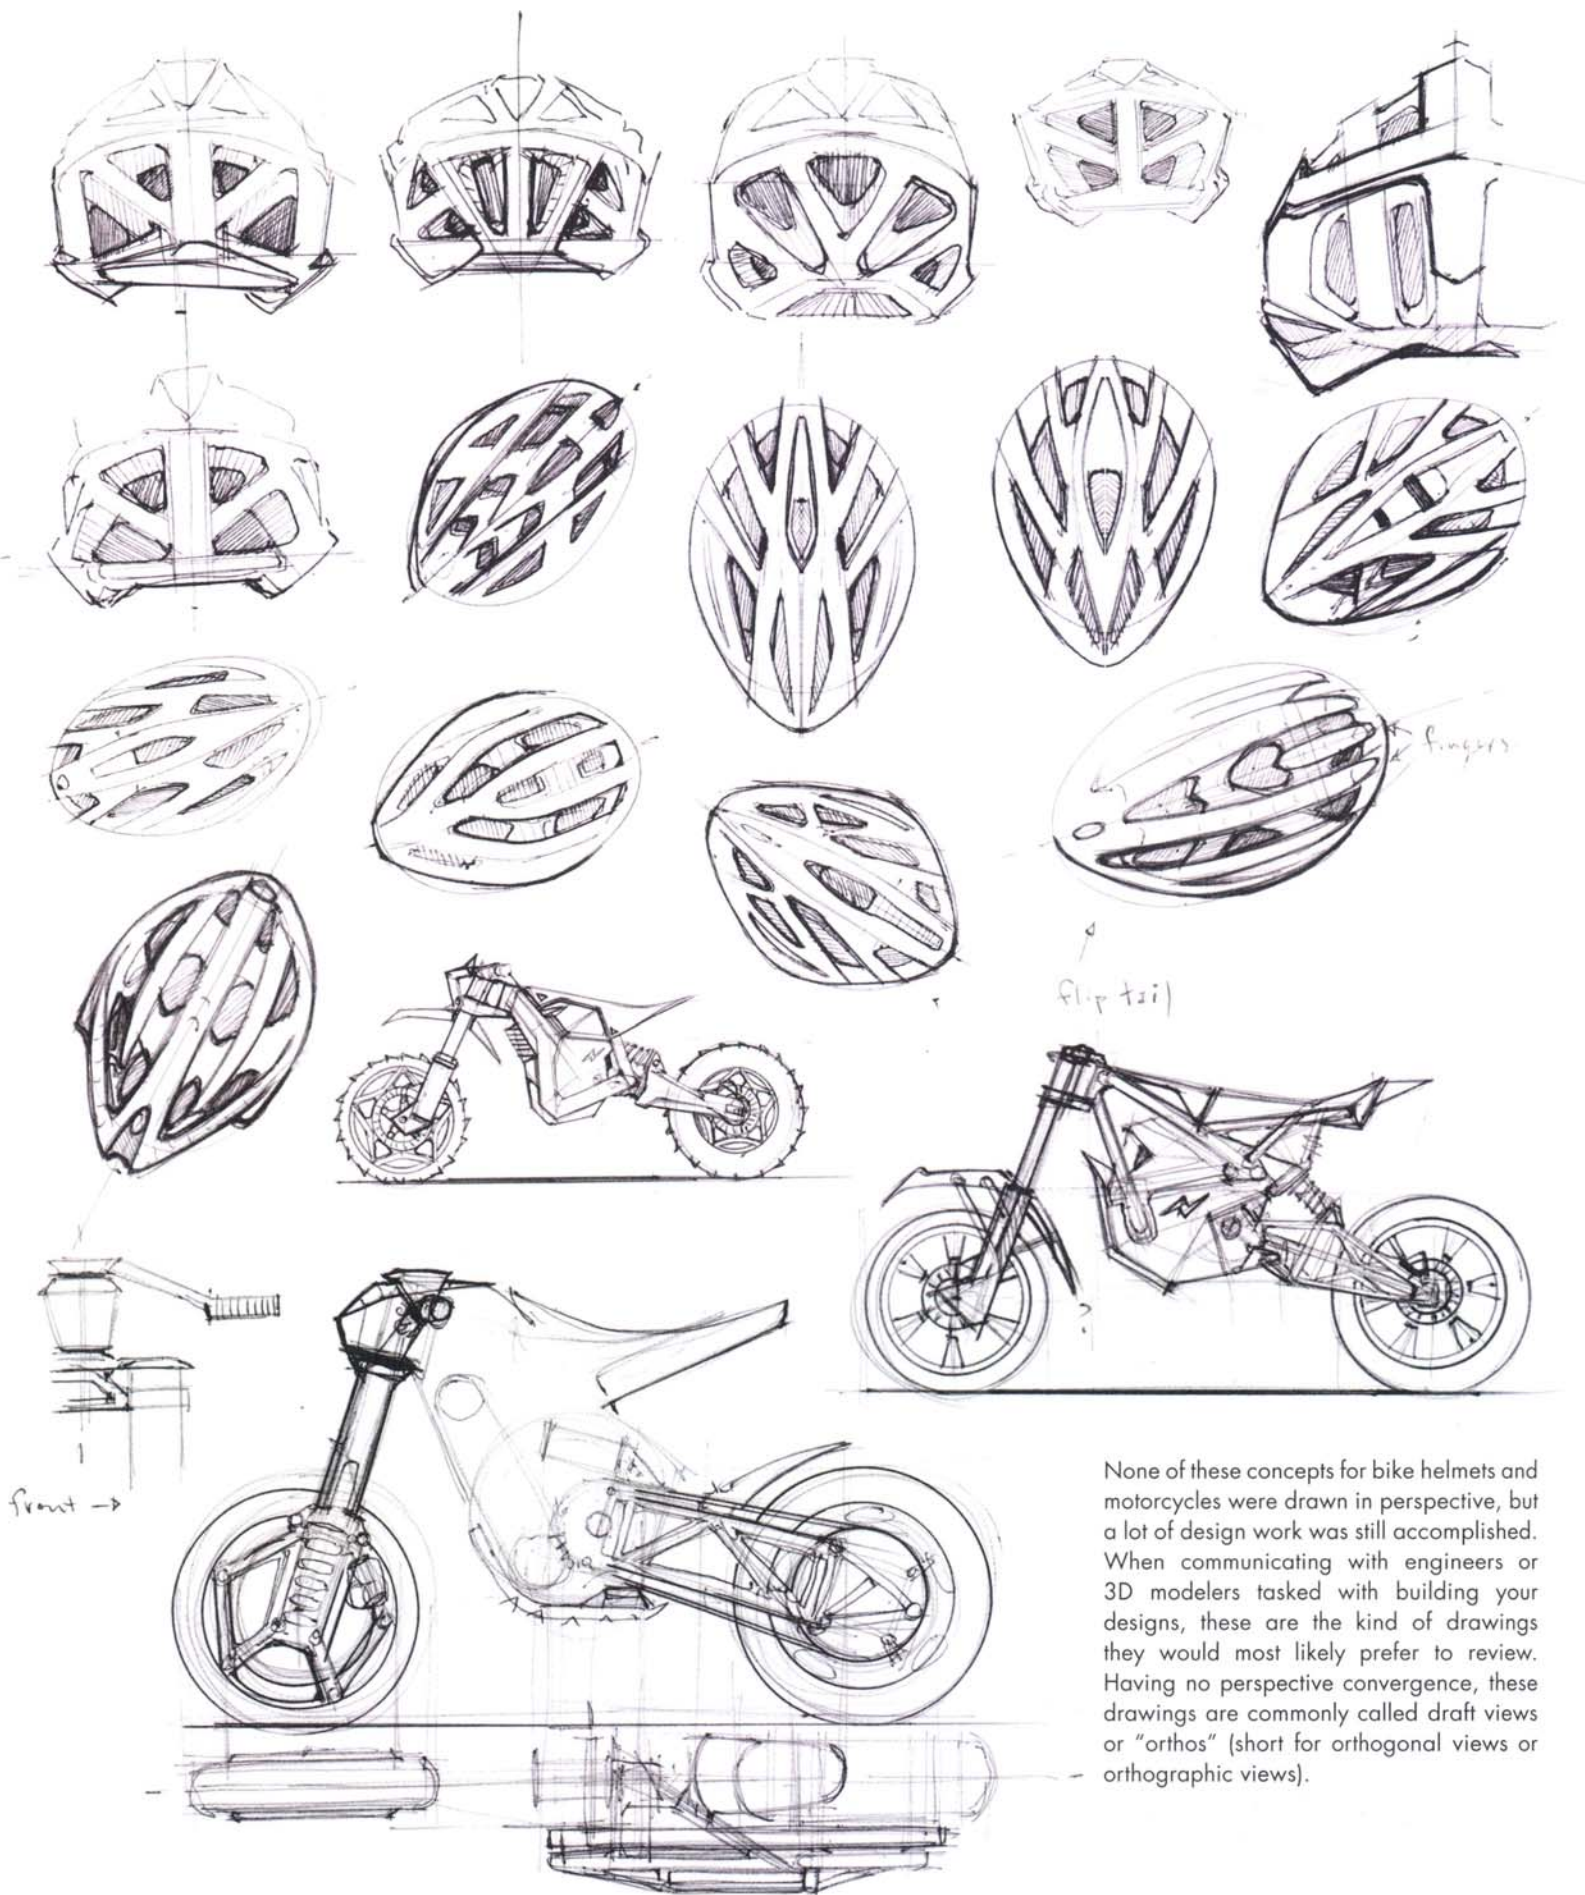 fingers
flip tail
?
front
None of these concepts for bike helmets and
motorcycles were drawn in perspective, but
a lot of design work was still accomplished.
When communicating with engineers or
3D modelers tasked with building your
designs, these are the kind of drawings
they would most likely prefer to review.
Having no perspective convergence, these
drawings are commonly called draft views
or “orthos” (short for orthogonal views or
orthographic views).